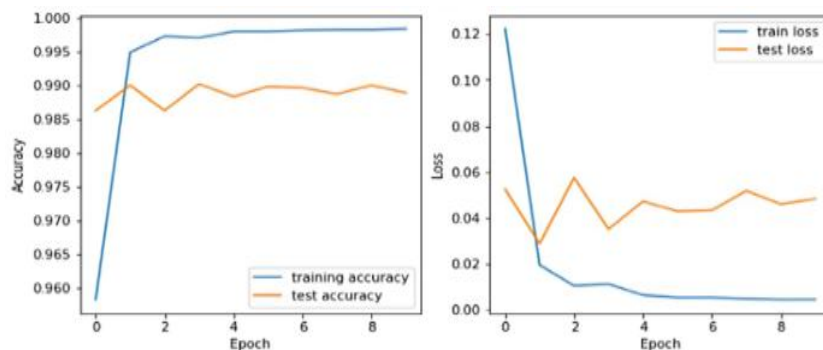 1.000
0.995
0.990
0.985
0.980
0.975
0.970
0.965
0.960
Accuracy
training accuracy
test accuracy
0 2 4 6 8
Epoch
0.12
0.10
0.08
0.06
0.04
0.02
0.00
Loss
train loss
test loss
0 2 4 6 8
Epoch